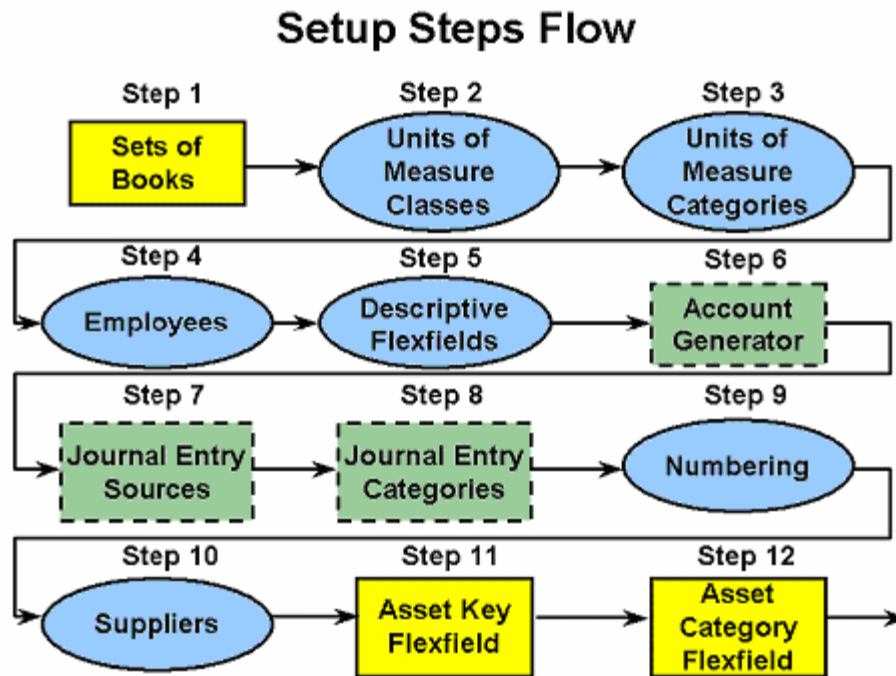 Setup Steps Flow
Step 1
Step 2
Step 3
Sets of
Books
Units of
Measure
Classes
Units of
Measure
Categories
Step 4
Step 5
Step 6
Employees
Descriptive
Flexfields
Account
Generator
Step 7
Step 8
Step 9
Journal Entry
Sources
Journal Entry
Categories
Numbering
Step 10
Step 11
Step 12
Suppliers
Asset Key
Flexfield
Asset
Category
Flexfield